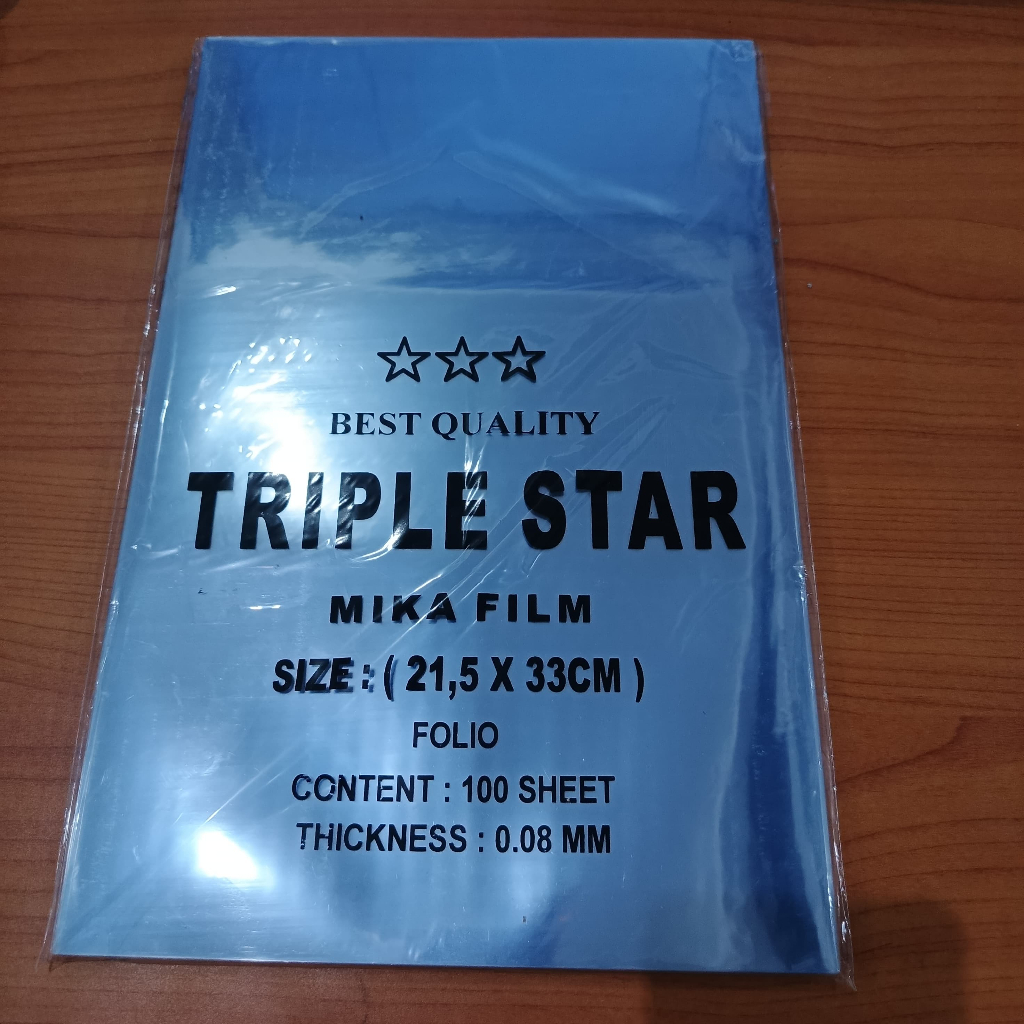 BEST QUALITY
TRIPLE STAR
MIKA FILM
SIZE : ( 21,5 X 33CM )
FOLIO
CONTENT : 100 SHEET
THICKNESS : 0.08 MM